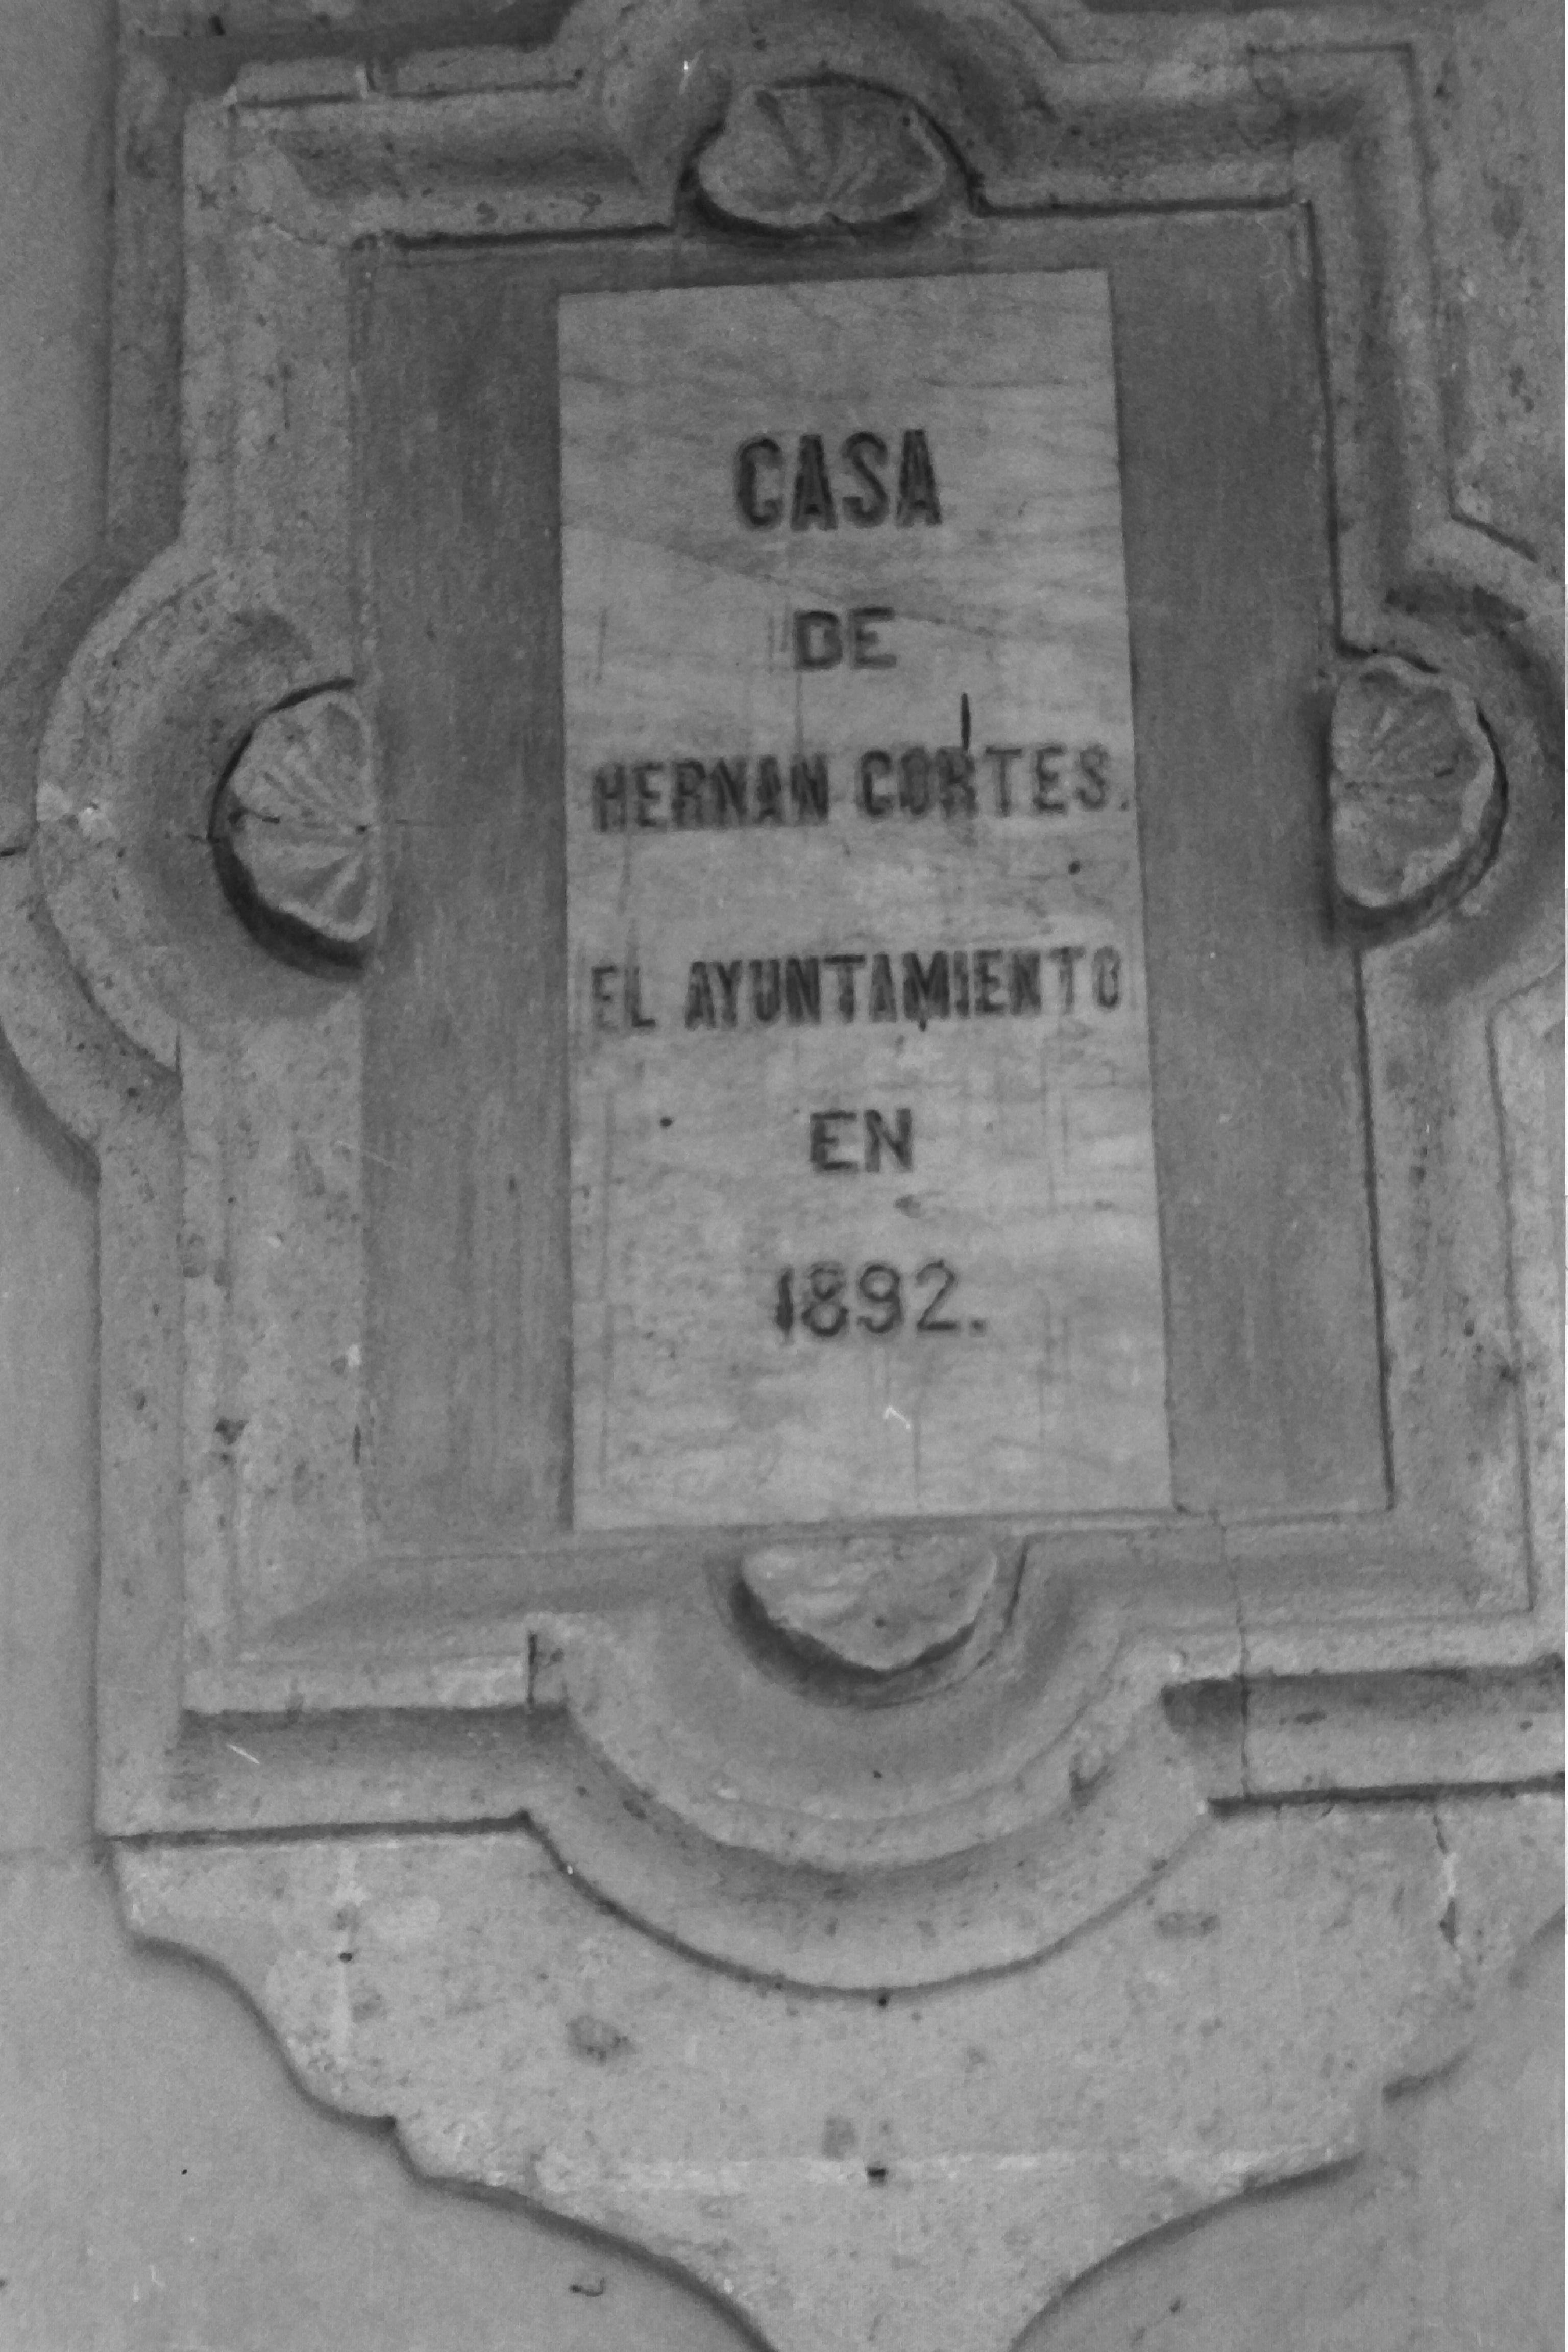 CASA
DE
HERNAN CORTES.
EL AYUNTAMIENTO
EN
1892.